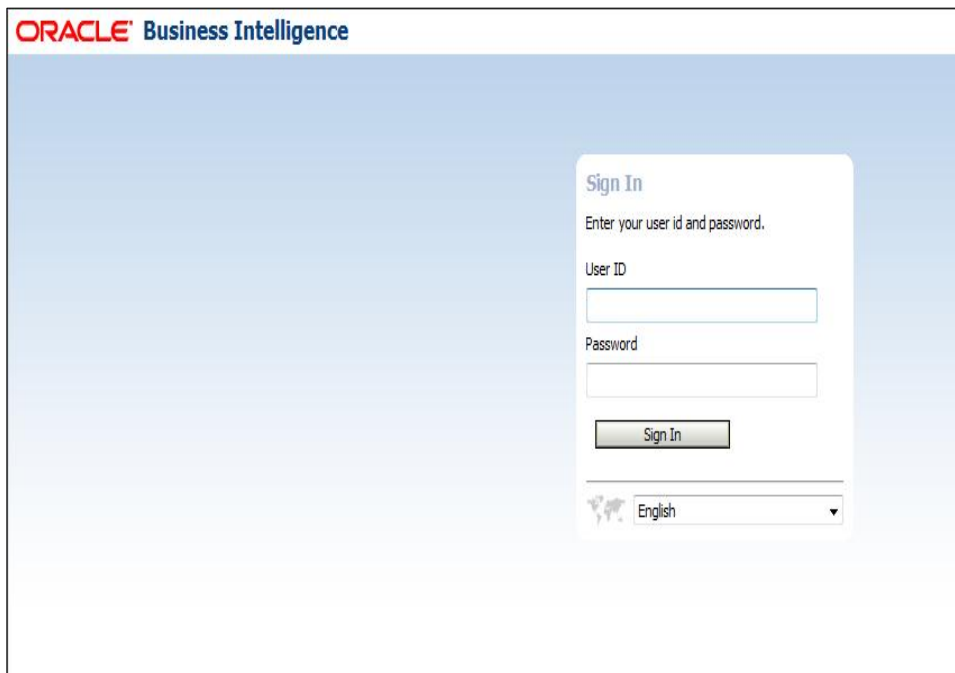 ORACLE Business Intelligence
Sign In
Enter your user id and password.
User ID
Password
Sign In
English